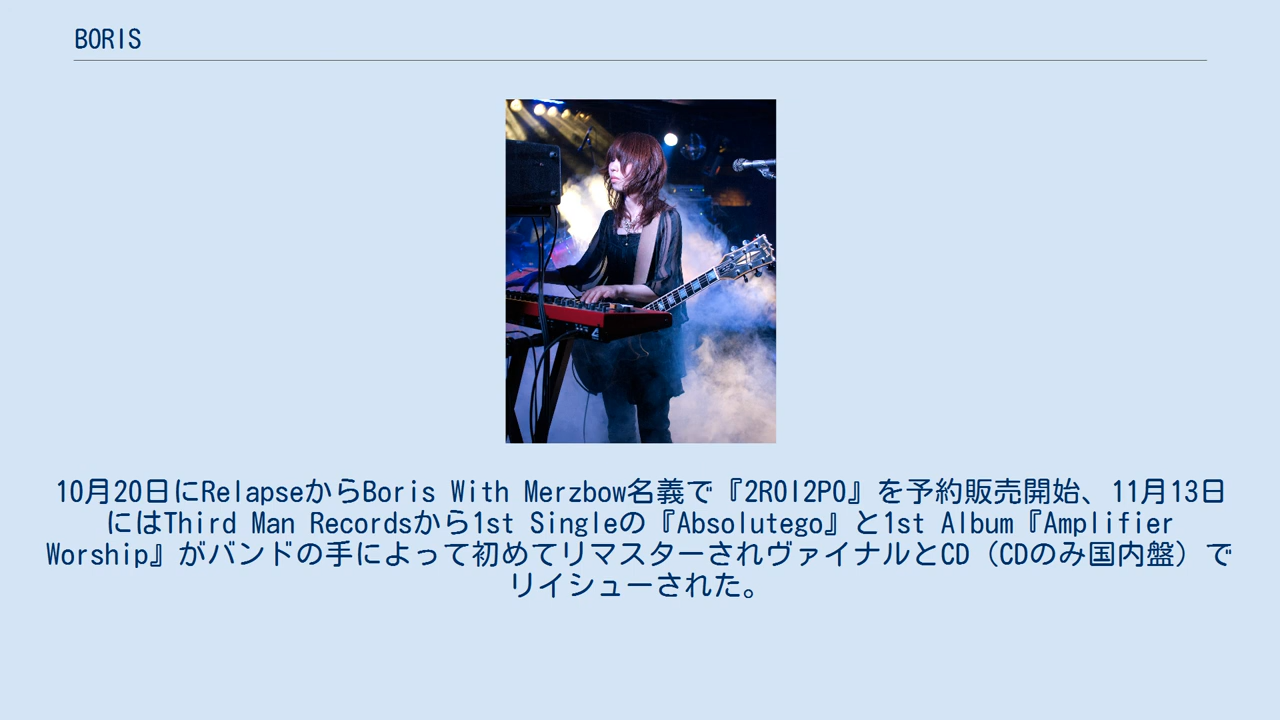 BORIS
10月20日にRelapseからBoris With Merzbow名義で『2R0I2P0』を予約販売開始、11月13日
にはThird Man Recordsから1st Singleの『Absolutego』と1st Album『Amplifier
Worship』がバンドの手によって初めてリマスターされヴァイナルとCD（CDのみ国内盤）で
リイシューされた。